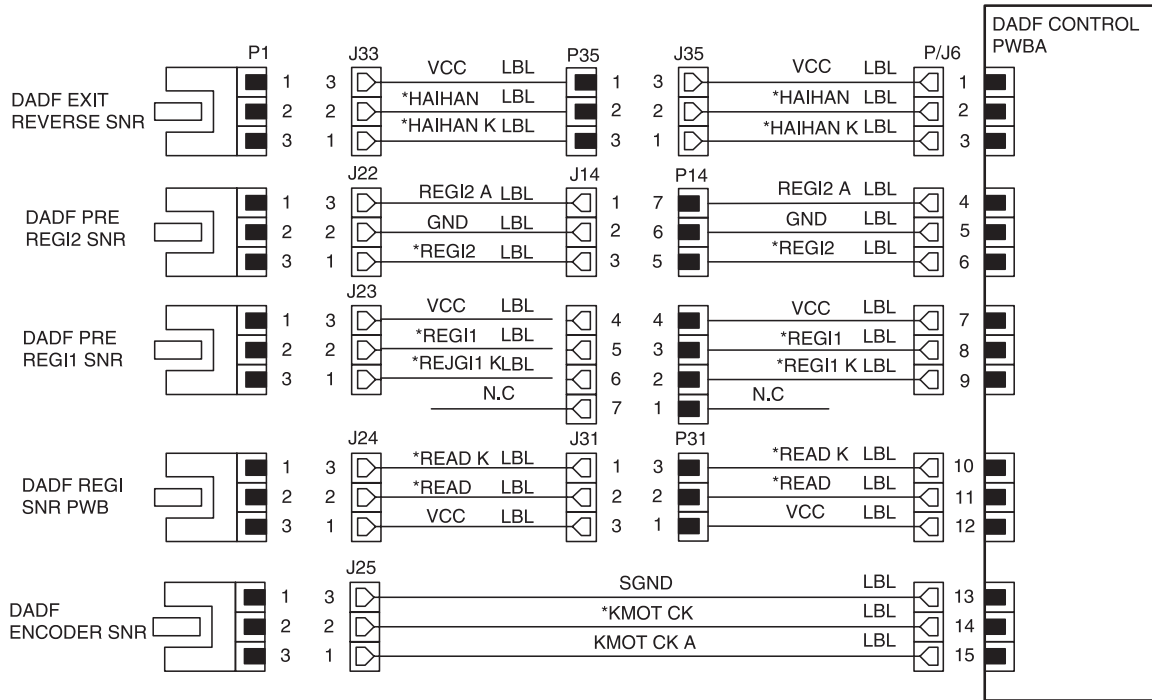 DADF CONTROL
PWBA
P1 J33 P35 J35 P/J6
DADF EXIT
REVERSE SNR
1 3 VCC LBL 1 3 VCC LBL 1
2 2 *HAIHAN LBL 2 2 *HAIHAN LBL 2
3 1 *HAIHAN K LBL 3 1 *HAIHAN K LBL 3
J22 J14 P14
DADF PRE
REGI2 SNR
1 3 REGI2 A LBL 1 7 REGI2 A LBL 4
2 2 GND LBL 2 6 GND LBL 5
3 1 *REGI2 LBL 3 5 *REGI2 LBL 6
J23
DADF PRE
REGI1 SNR
1 3 VCC LBL 4 4 VCC LBL 7
2 2 *REGI1 LBL 5 3 *REGI1 LBL 8
3 1 *REJGI1 K LBL 6 2 *REGI1 K LBL 9
N.C 7 1 N.C
J24 J31 P31
DADF REGI
SNR PWB
1 3 *READ K LBL 1 3 *READ K LBL 10
2 2 *READ LBL 2 2 *READ LBL 11
3 1 VCC LBL 3 1 VCC LBL 12
J25
DADF
ENCODER SNR
1 3 SGND LBL 13
2 2 *KMOT CK LBL 14
3 1 KMOT CK A LBL 15